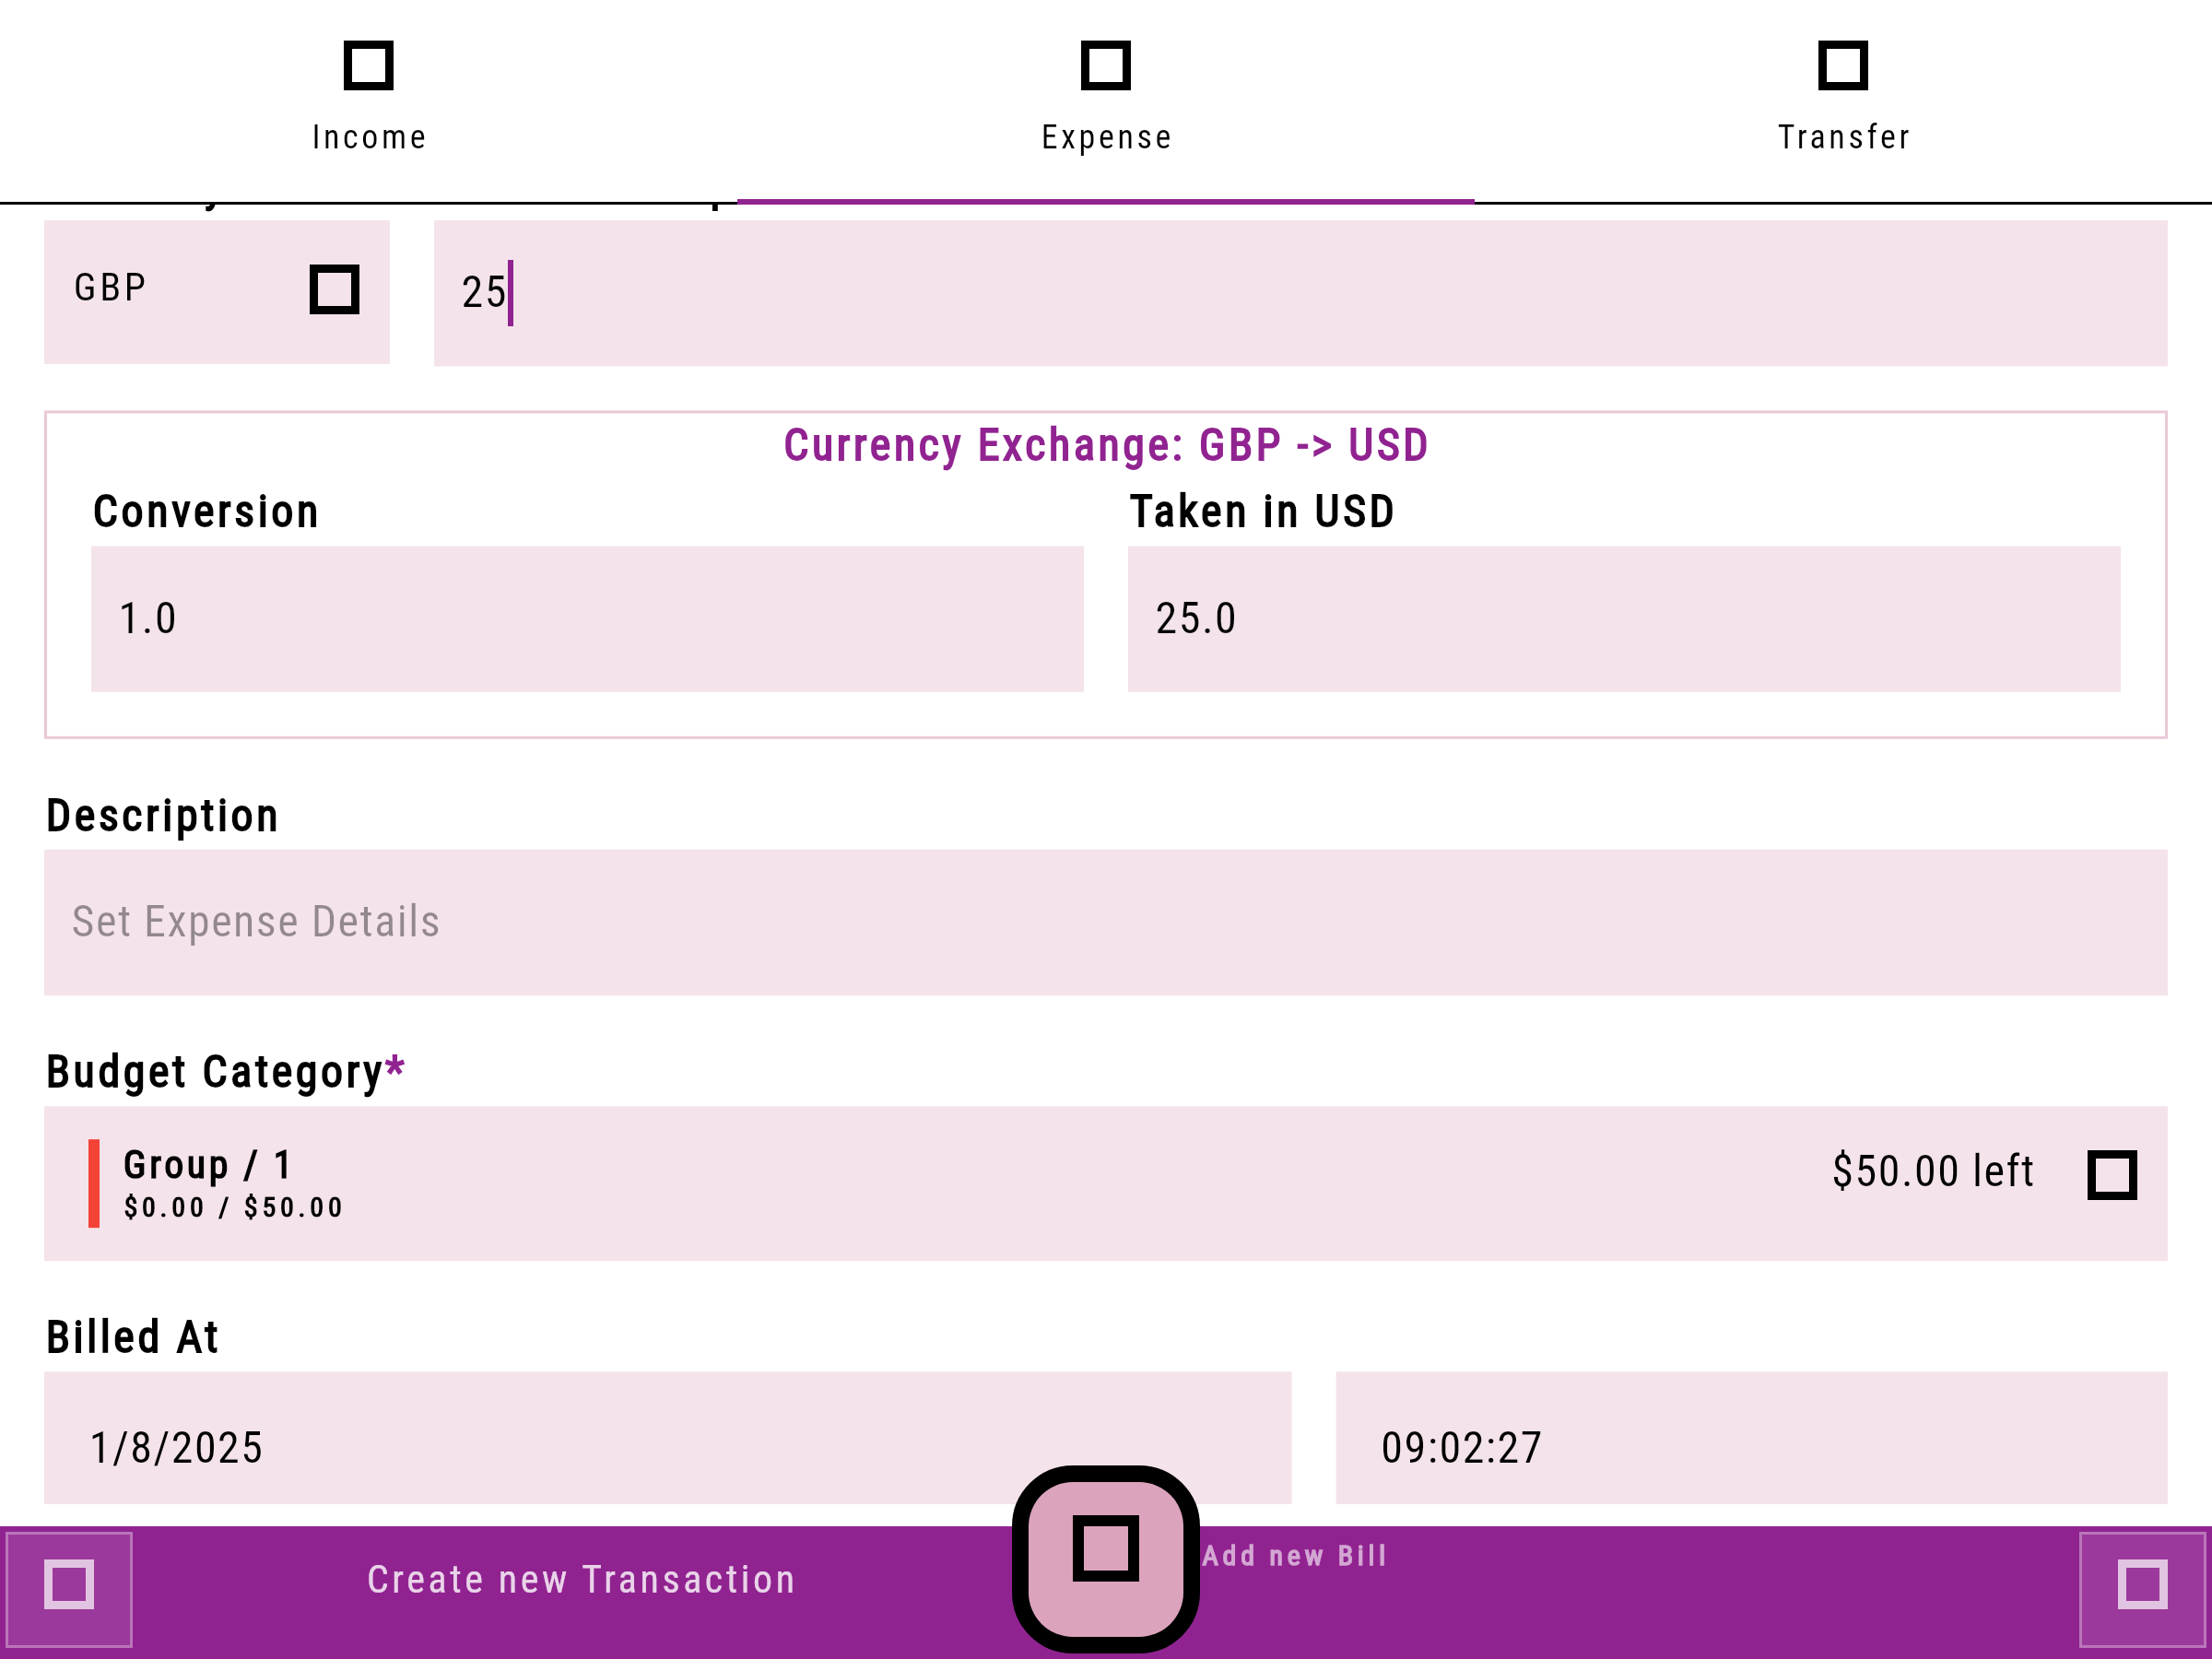 Income
Expense
Transfer
GBP
25
Currency Exchange: GBP -> USD
Conversion
Taken in USD
1.0
25.0
Description
Set Expense Details
Budget Category*
Group / 1
$0.00 / $50.00
$50.00 left
Billed At
1/8/2025
09:02:27
Create new Transaction
Add new Bill